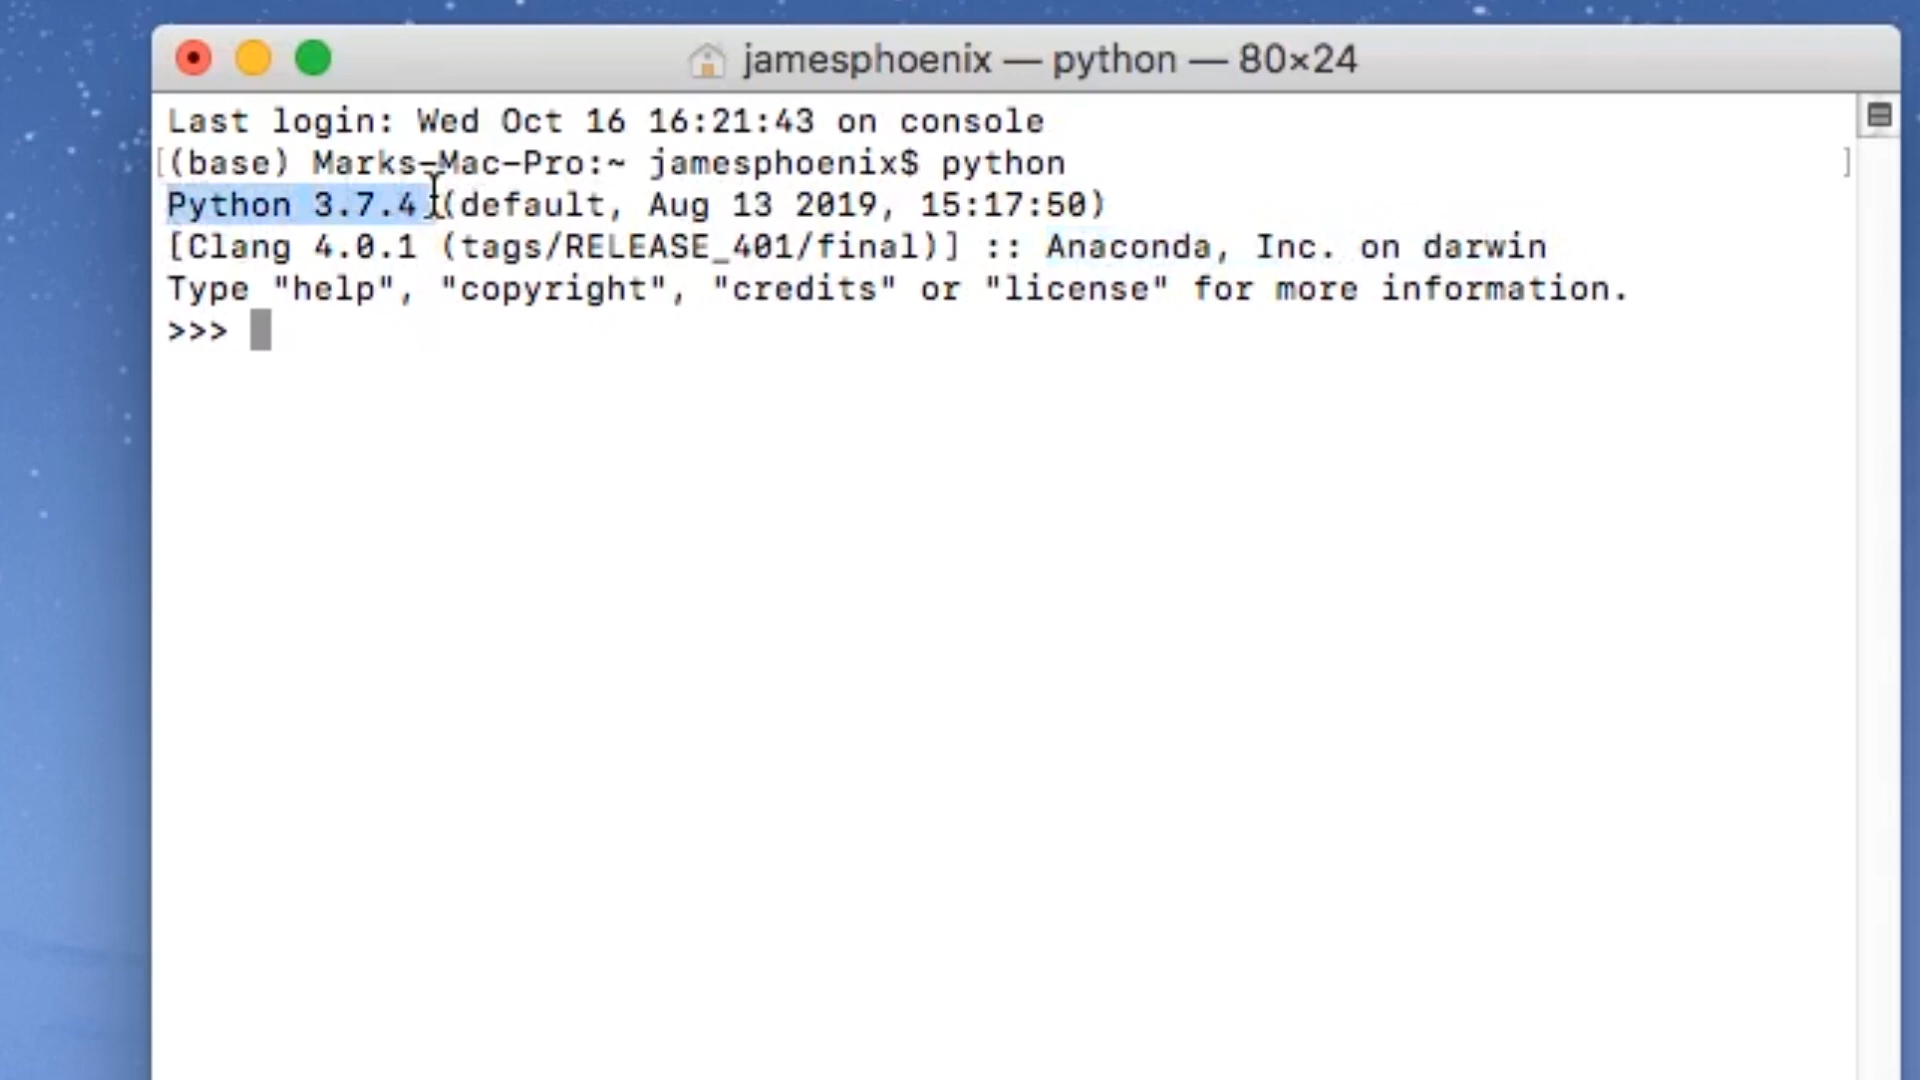 jamesphoenix — python — 80×24
Last login: Wed Oct 16 16:21:43 on console
[(base) Marks-Mac-Pro:~ jamesphoenix$ python ]
Python 3.7.4 (default, Aug 13 2019, 15:17:50)
[Clang 4.0.1 (tags/RELEASE_401/final)] :: Anaconda, Inc. on darwin
Type "help", "copyright", "credits" or "license" for more information.
>>>